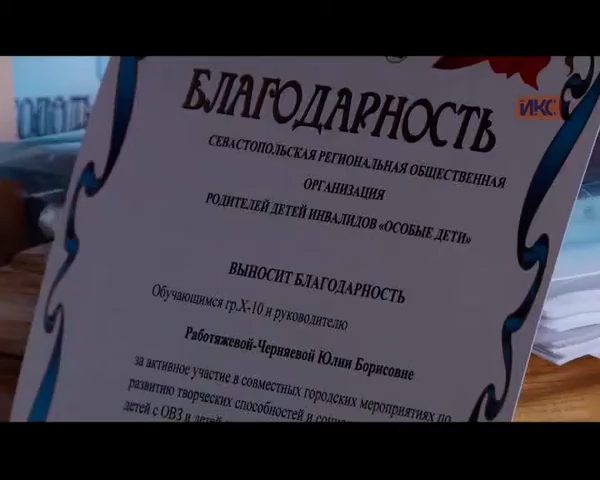 БЛАГОДАРНОСТЬ
ИКС
СЕВАСТОПОЛЬСКАЯ РЕГИОНАЛЬНАЯ ОБЩЕСТВЕННАЯ
ОРГАНИЗАЦИЯ
РОДИТЕЛЕЙ ДЕТЕЙ ИНВАЛИДОВ «ОСОБЫЕ ДЕТИ»
ВЫНОСИТ БЛАГОДАРНОСТЬ
Обучающимся гр.Х-10 и руководителю
Работяжевой-Черняевой Юлии Борисовне
за активное участие в совместных городских мероприятиях по
развитию творческих способностей и
детей с ОВЗ и